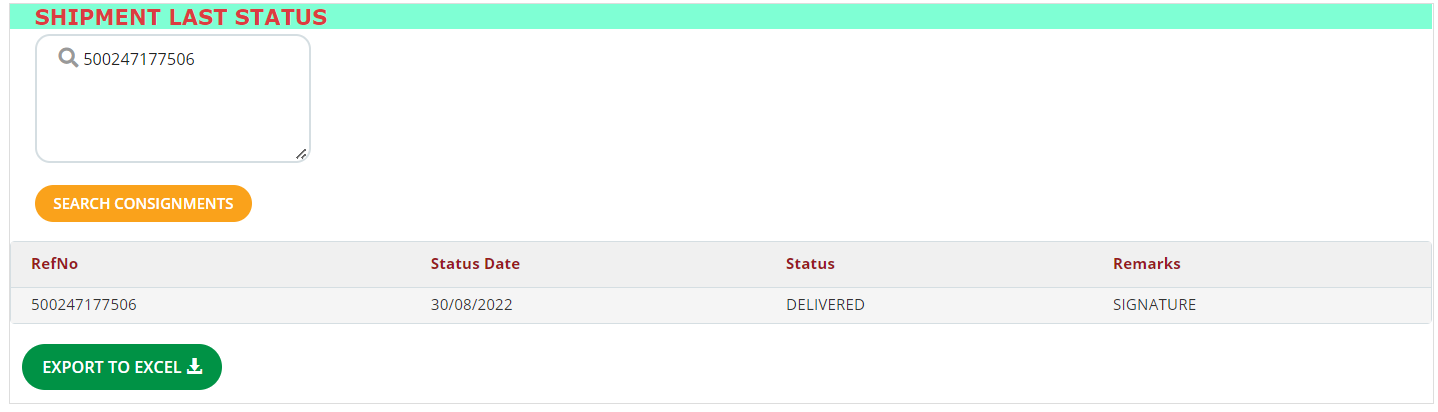 SHIPMENT LAST STATUS
500247177506
SEARCH CONSIGNMENTS
RefNo Status Date Status Remarks
500247177506 30/08/2022 DELIVERED SIGNATURE
EXPORT TO EXCEL